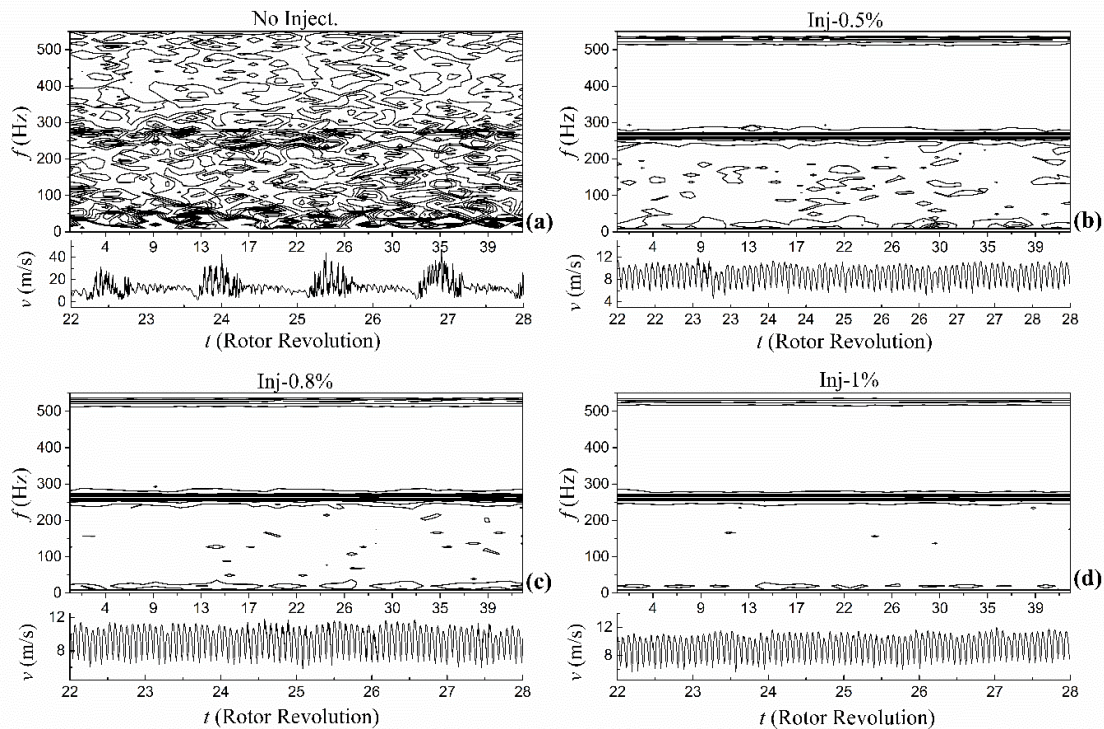 No Inject.
500
400
300
200
100
0
f (Hz)
(a)
4 9 13 17 22 26 30 35 39
40
20
0
v (m/s)
22 23 24 25 26 27 28
t (Rotor Revolution)
Inj-0.5%
500
400
300
200
100
0
f (Hz)
(b)
4 9 13 17 22 26 30 35 39
12
8
4
v (m/s)
22 22 23 23 24 24 25 26 26 27 27 28
t (Rotor Revolution)
Inj-0.8%
500
400
300
200
100
0
f (Hz)
(c)
4 9 13 17 22 26 30 35 39
12
8
v (m/s)
22 23 24 25 26 27 28
t (Rotor Revolution)
Inj-1%
500
400
300
200
100
0
f (Hz)
(d)
4 9 13 17 22 26 30 35 39
12
8
v (m/s)
22 23 24 25 26 27 28
t (Rotor Revolution)